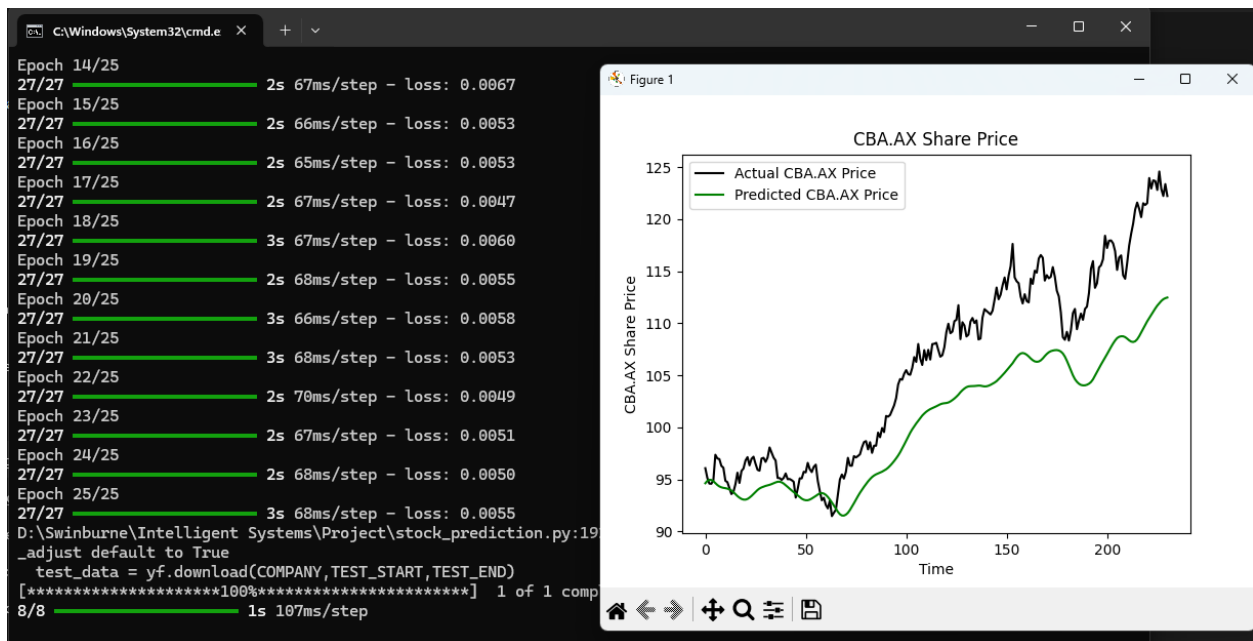 C:\Windows\System32\cmd.e
Epoch 14/25
27/27 2s 67ms/step - loss: 0.0067
Epoch 15/25
27/27 2s 66ms/step - loss: 0.0053
Epoch 16/25
27/27 2s 65ms/step - loss: 0.0053
Epoch 17/25
27/27 2s 67ms/step - loss: 0.0047
Epoch 18/25
27/27 3s 67ms/step - loss: 0.0060
Epoch 19/25
27/27 2s 68ms/step - loss: 0.0055
Epoch 20/25
27/27 3s 66ms/step - loss: 0.0058
Epoch 21/25
27/27 3s 68ms/step - loss: 0.0053
Epoch 22/25
27/27 2s 70ms/step - loss: 0.0049
Epoch 23/25
27/27 2s 67ms/step - loss: 0.0051
Epoch 24/25
27/27 2s 68ms/step - loss: 0.0050
Epoch 25/25
27/27 3s 68ms/step - loss: 0.0055
D:\Swinburne\Intelligent Systems\Project\stock_prediction.py:19
_adjust default to True
test_data = yf.download(COMPANY,TEST_START,TEST_END)
[**********************100%***********************] 1 of 1 comp
8/8 1s 107ms/step
Figure 1
CBA.AX Share Price
Actual CBA.AX Price
Predicted CBA.AX Price
CBA.AX Share Price
125
120
115
110
105
100
95
90
0 50 100 150 200
Time